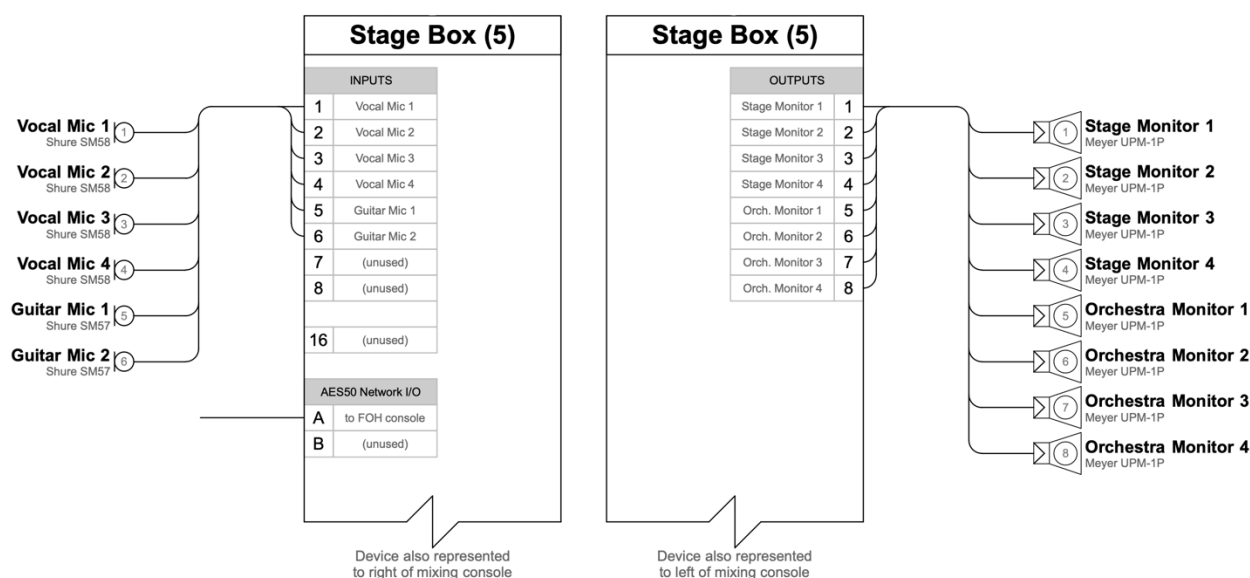 Stage Box (5)
INPUTS
1 Vocal Mic 1
2 Vocal Mic 2
3 Vocal Mic 3
4 Vocal Mic 4
5 Guitar Mic 1
6 Guitar Mic 2
7 (unused)
8 (unused)
16 (unused)
AES50 Network I/O
A to FOH console
B (unused)
Vocal Mic 1
Shure SM58
1
Vocal Mic 2
Shure SM58
2
Vocal Mic 3
Shure SM58
3
Vocal Mic 4
Shure SM58
4
Guitar Mic 1
Shure SM57
5
Guitar Mic 2
Shure SM57
6
Device also represented
to right of mixing console
Stage Box (5)
OUTPUTS
Stage Monitor 1 1
Stage Monitor 2 2
Stage Monitor 3 3
Stage Monitor 4 4
Orch. Monitor 1 5
Orch. Monitor 2 6
Orch. Monitor 3 7
Orch. Monitor 4 8
1
Stage Monitor 1
Meyer UPM-1P
2
Stage Monitor 2
Meyer UPM-1P
3
Stage Monitor 3
Meyer UPM-1P
4
Stage Monitor 4
Meyer UPM-1P
5
Orchestra Monitor 1
Meyer UPM-1P
6
Orchestra Monitor 2
Meyer UPM-1P
7
Orchestra Monitor 3
Meyer UPM-1P
8
Orchestra Monitor 4
Meyer UPM-1P
Device also represented
to left of mixing console